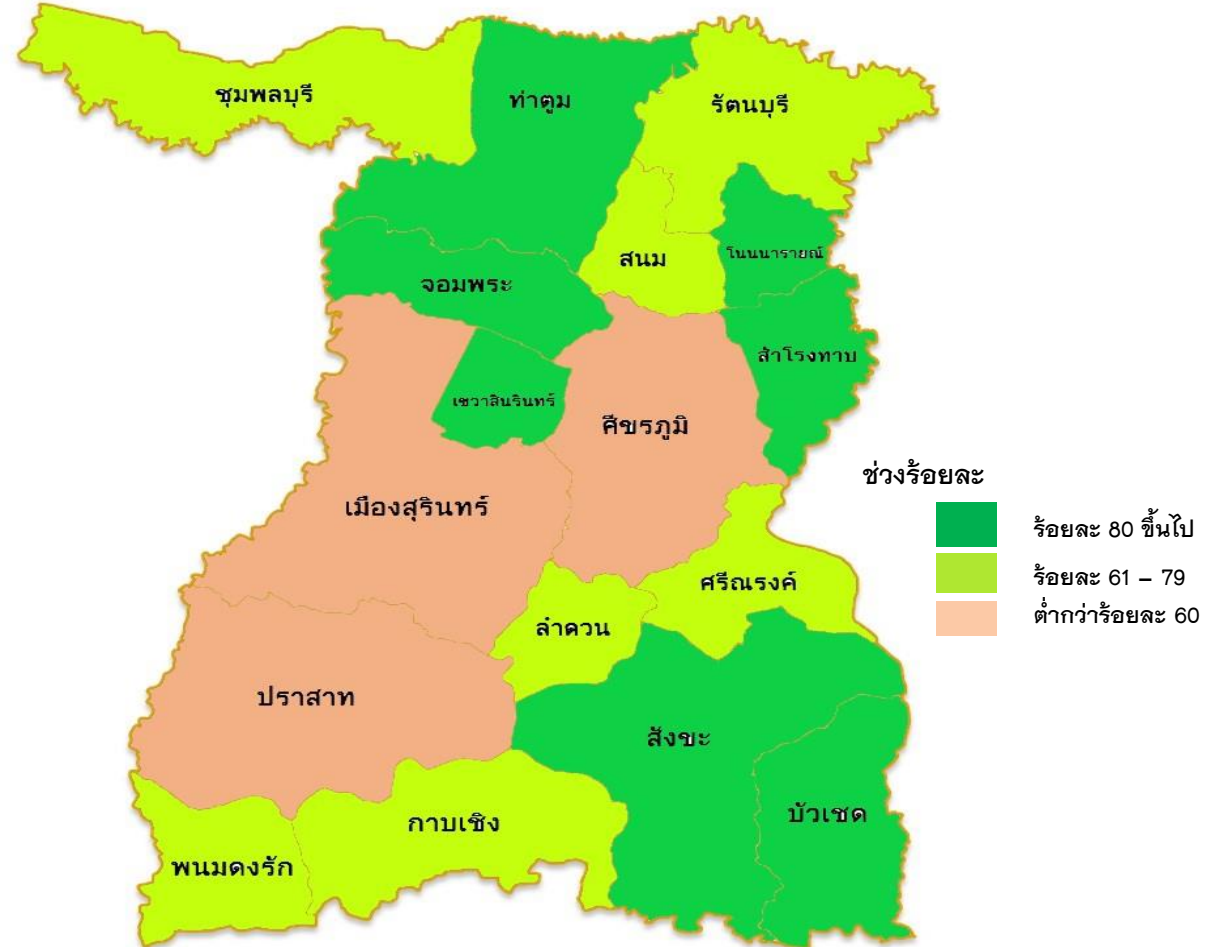 ชุมพลบุรี
ท่าตูม
รัตนบุรี
สนม
โนนนารายณ์
จอมพระ
สำโรงทาบ
เขวาสินรินทร์
ศีขรภูมิ
เมืองสุรินทร์
ศรีณรงค์
ลำดวน
ปราสาท
สังขะ
บัวเชด
กาบเชิง
พนมดงรัก
ช่วงร้อยละ
ร้อยละ 80 ขึ้นไป
ร้อยละ 61 – 79
ต่ำกว่าร้อยละ 60